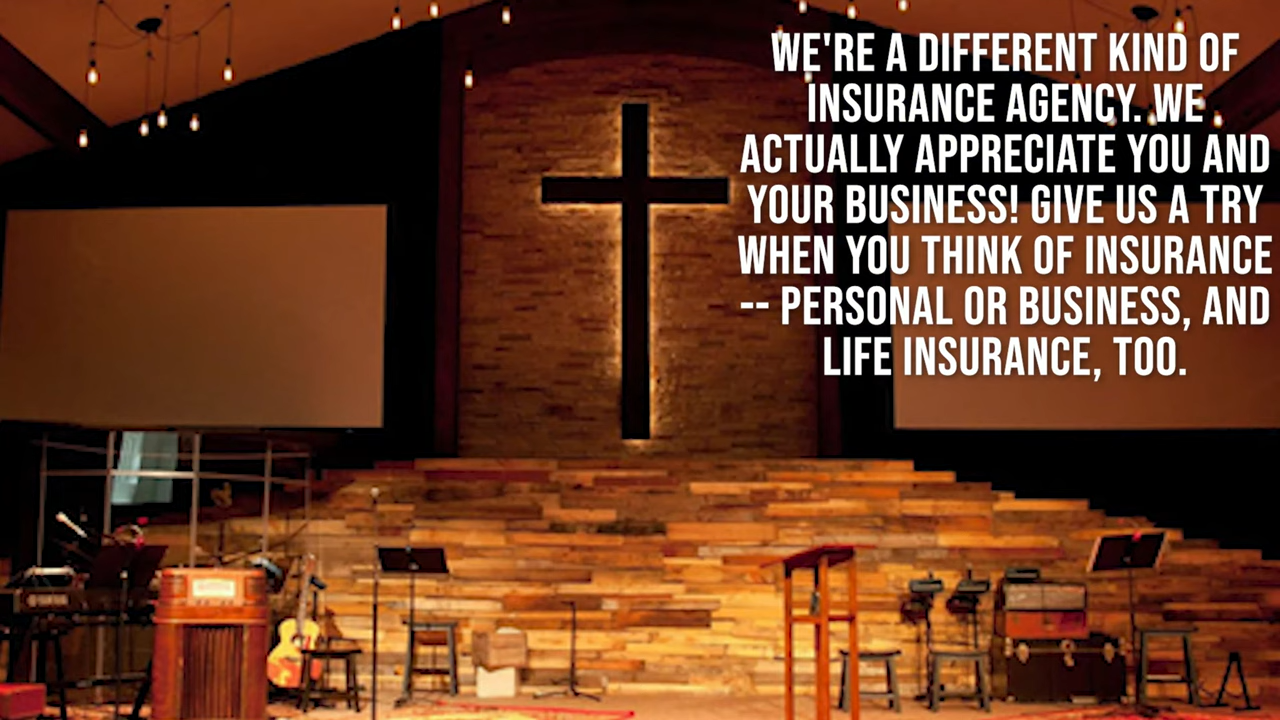 WE'RE A DIFFERENT KIND OF
INSURANCE AGENCY. WE
ACTUALLY APPRECIATE YOU AND
YOUR BUSINESS! GIVE US A TRY
WHEN YOU THINK OF INSURANCE
-- PERSONAL OR BUSINESS, AND
LIFE INSURANCE, TOO.